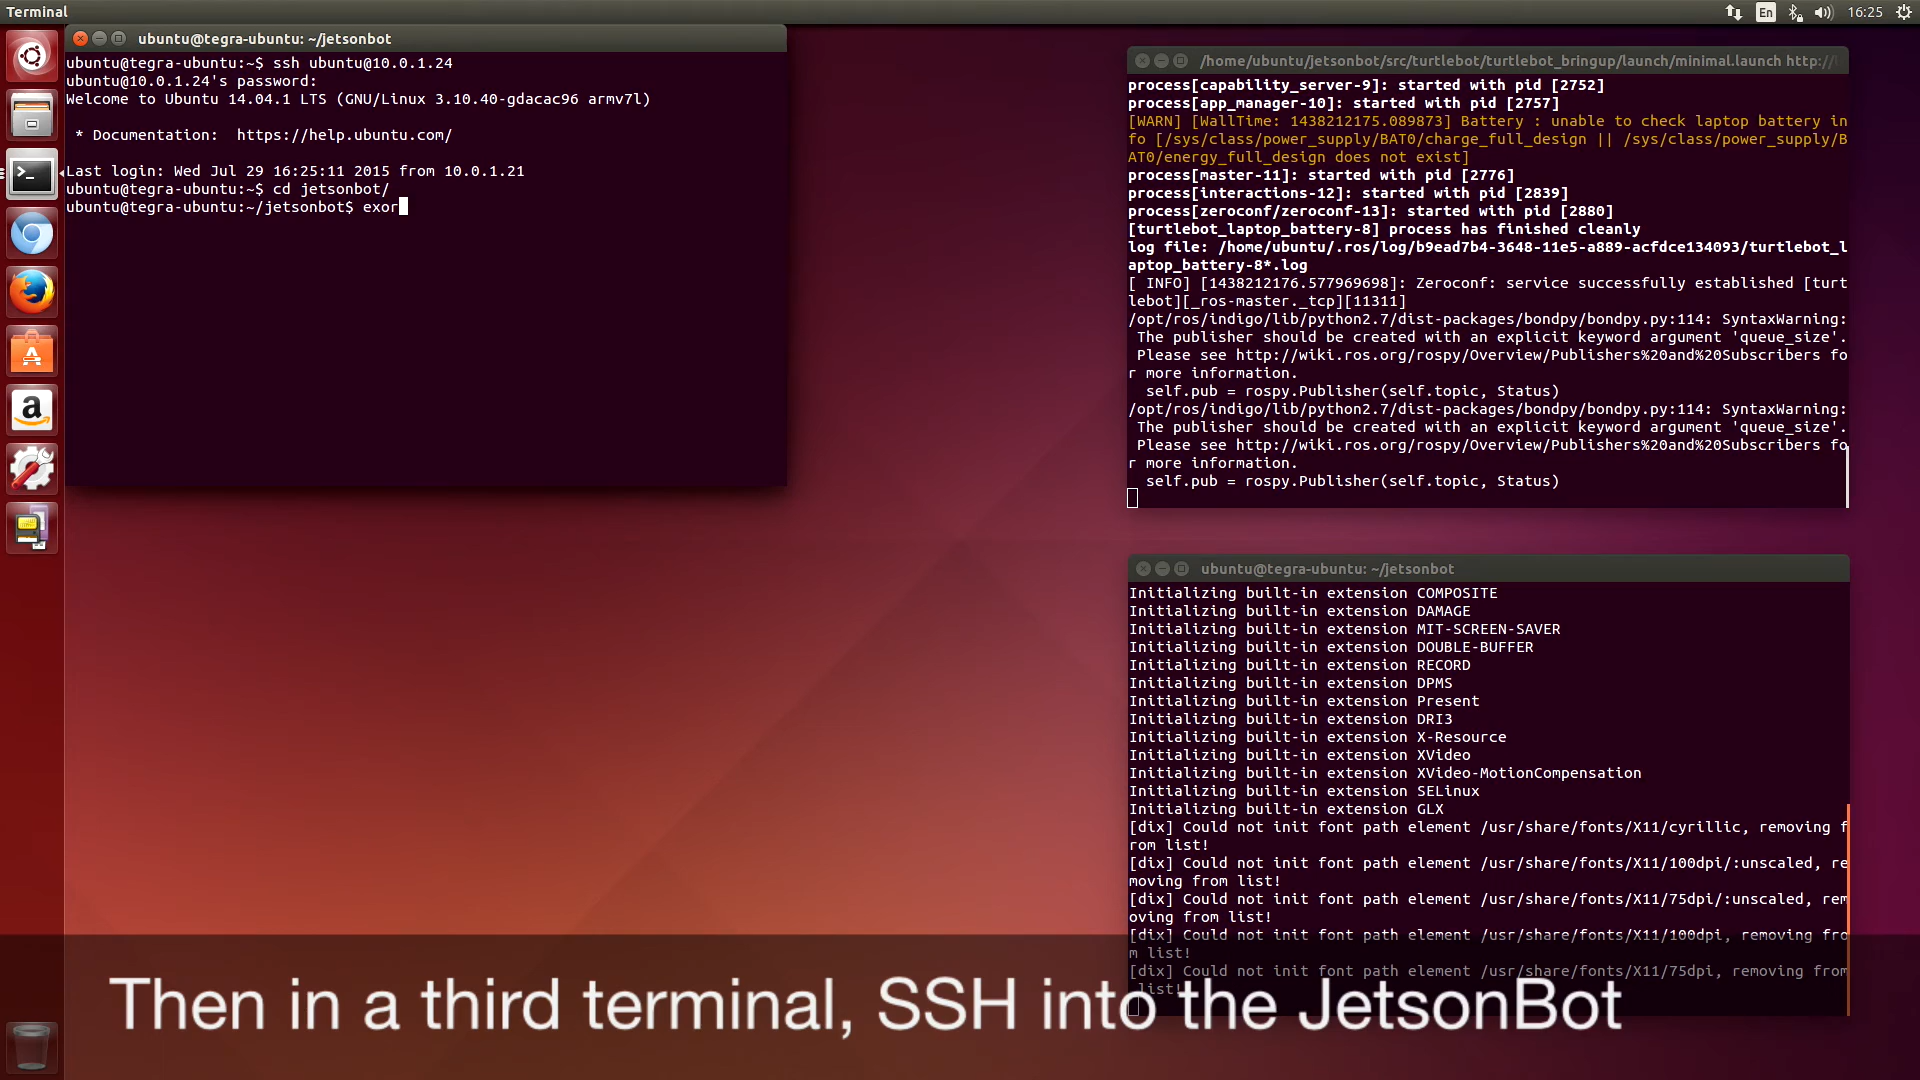 Terminal
En
16:25
ubuntu@tegra-ubuntu: ~/jetsonbot
ubuntu@tegra-ubuntu:~$ ssh ubuntu@10.0.1.24
ubuntu@10.0.1.24's password:
Welcome to Ubuntu 14.04.1 LTS (GNU/Linux 3.10.40-gdacac96 armv7l)
* Documentation:  https://help.ubuntu.com/
Last login: Wed Jul 29 16:25:11 2015 from 10.0.1.21
ubuntu@tegra-ubuntu:~$ cd jetsonbot/
ubuntu@tegra-ubuntu:~/jetsonbot$ exor
/home/ubuntu/jetsonbot/src/turtlebot/turtlebot_bringup/launch/minimal.launch http://
process[capability_server-9]: started with pid [2752]
process[app_manager-10]: started with pid [2757]
[WARN] [WallTime: 1438212175.089873] Battery : unable to check laptop battery in
fo [/sys/class/power_supply/BAT0/charge_full_design || /sys/class/power_supply/B
AT0/energy_full_design does not exist]
process[master-11]: started with pid [2776]
process[interactions-12]: started with pid [2839]
process[zeroconf/zeroconf-13]: started with pid [2880]
[turtlebot_laptop_battery-8] process has finished cleanly
log file: /home/ubuntu/.ros/log/b9ead7b4-3648-11e5-a889-acfdce134093/turtlebot_l
aptop_battery-8*.log
[ INFO] [1438212176.577969698]: Zeroconf: service successfully established [turt
lebot][_ros-master._tcp][11311]
/opt/ros/indigo/lib/python2.7/dist-packages/bondpy/bondpy.py:114: SyntaxWarning:
The publisher should be created with an explicit keyword argument 'queue_size'.
Please see http://wiki.ros.org/rospy/Overview/Publishers%20and%20Subscribers fo
r more information.
self.pub = rospy.Publisher(self.topic, Status)
/opt/ros/indigo/lib/python2.7/dist-packages/bondpy/bondpy.py:114: SyntaxWarning:
The publisher should be created with an explicit keyword argument 'queue_size'.
Please see http://wiki.ros.org/rospy/Overview/Publishers%20and%20Subscribers fo
r more information.
self.pub = rospy.Publisher(self.topic, Status)
ubuntu@tegra-ubuntu: ~/jetsonbot
Initializing built-in extension COMPOSITE
Initializing built-in extension DAMAGE
Initializing built-in extension MIT-SCREEN-SAVER
Initializing built-in extension DOUBLE-BUFFER
Initializing built-in extension RECORD
Initializing built-in extension DPMS
Initializing built-in extension Present
Initializing built-in extension DRI3
Initializing built-in extension X-Resource
Initializing built-in extension XVideo
Initializing built-in extension XVideo-MotionCompensation
Initializing built-in extension SELinux
Initializing built-in extension GLX
[dix] Could not init font path element /usr/share/fonts/X11/cyrillic, removing f
rom list!
[dix] Could not init font path element /usr/share/fonts/X11/100dpi/:unscaled, re
moving from list!
[dix] Could not init font path element /usr/share/fonts/X11/75dpi/:unscaled, rem
oving from list!
[dix] Could not init font path element /usr/share/fonts/X11/100dpi, removing fro
m list!
[dix] Could not init font path element /usr/share/fonts/X11/75dpi, removing from
list!
Then in a third terminal, SSH into the JetsonBot